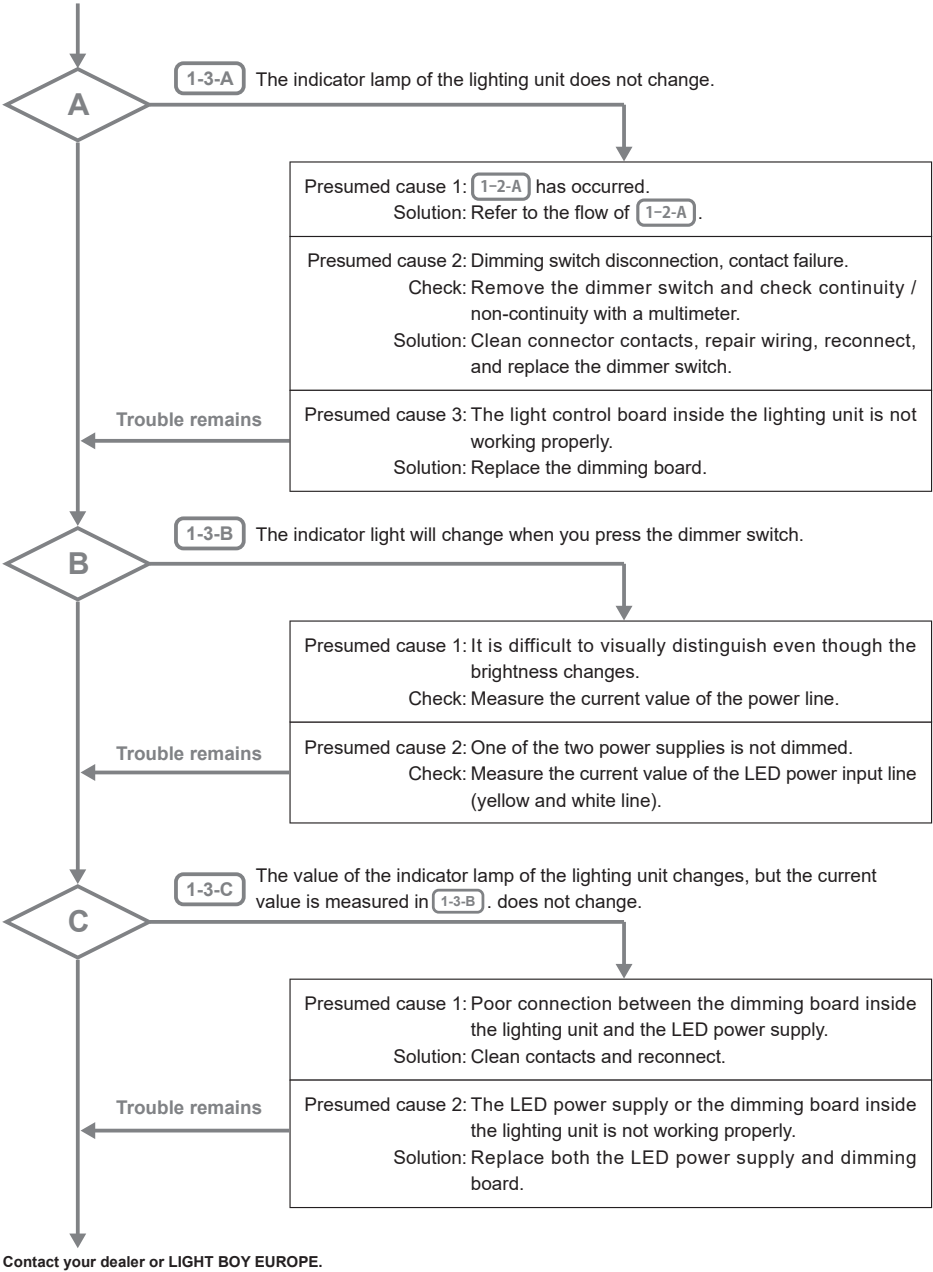 1-3-A The indicator lamp of the lighting unit does not change.
A
Presumed cause 1: 1-2-A has occurred.
Solution: Refer to the flow of 1-2-A .
Presumed cause 2: Dimming switch disconnection, contact failure.
Check: Remove the dimmer switch and check continuity /
non-continuity with a multimeter.
Solution: Clean connector contacts, repair wiring, reconnect,
and replace the dimmer switch.
Trouble remains
Presumed cause 3: The light control board inside the lighting unit is not
working properly.
Solution: Replace the dimming board.
1-3-B The indicator light will change when you press the dimmer switch.
B
Presumed cause 1: It is difficult to visually distinguish even though the
brightness changes.
Check: Measure the current value of the power line.
Trouble remains
Presumed cause 2: One of the two power supplies is not dimmed.
Check: Measure the current value of the LED power input line
(yellow and white line).
1-3-C The value of the indicator lamp of the lighting unit changes, but the current
value is measured in 1-3-B . does not change.
C
Presumed cause 1: Poor connection between the dimming board inside
the lighting unit and the LED power supply.
Solution: Clean contacts and reconnect.
Trouble remains
Presumed cause 2: The LED power supply or the dimming board inside
the lighting unit is not working properly.
Solution: Replace both the LED power supply and dimming
board.
Contact your dealer or LIGHT BOY EUROPE.